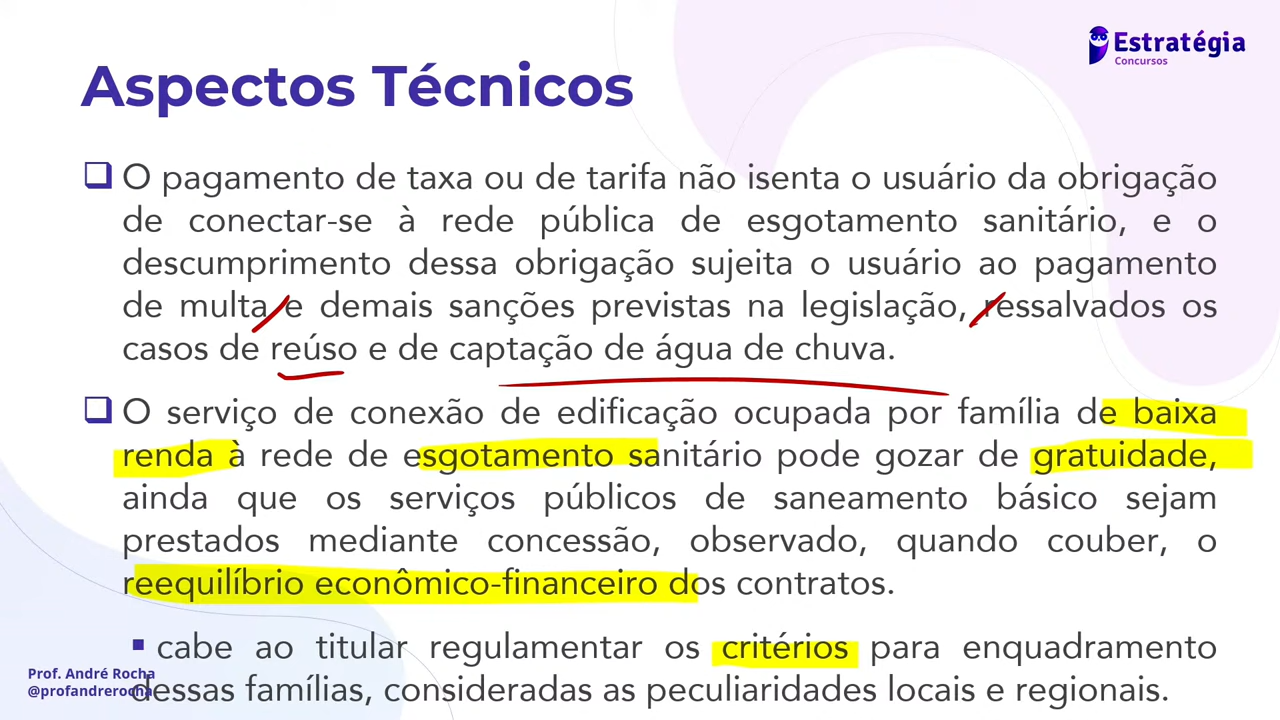 Estratégia
Concursos
Aspectos Técnicos
O pagamento de taxa ou de tarifa não isenta o usuário da obrigação
de conectar-se à rede pública de esgotamento sanitário, e o
descumprimento dessa obrigação sujeita o usuário ao pagamento
de multa e demais sanções previstas na legislação, ressalvados os
casos de reúso e de captação de água de chuva.
O serviço de conexão de edificação ocupada por família de baixa
renda à rede de esgotamento sanitário pode gozar de gratuidade,
ainda que os serviços públicos de saneamento básico sejam
prestados mediante concessão, observado, quando couber, o
reequilíbrio econômico-financeiro dos contratos.
cabe ao titular regulamentar os critérios para enquadramento
dessas famílias, consideradas as peculiaridades locais e regionais.
Prof. André Rocha
@profandrerocha